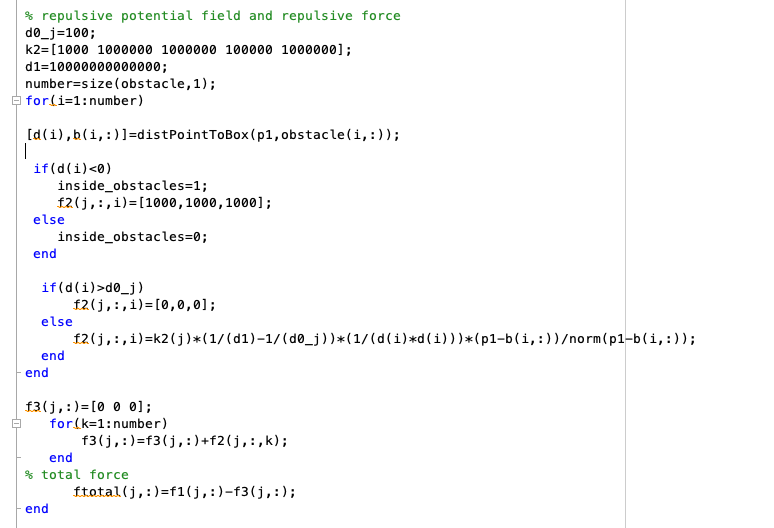 % repulsive potential field and repulsive force
d0_j=100;
k2=[1000 1000000 1000000 100000 1000000];
d1=10000000000000;
number=size(obstacle,1);
for(i=1:number)
[d(i),b(i,:)]=distPointToBox(p1,obstacle(i,:));
if(d(i)<0)
inside_obstacles=1;
f2(j,:,i)=[1000,1000,1000];
else
inside_obstacles=0;
end
if(d(i)>d0_j)
f2(j,:,i)=[0,0,0];
else
f2(j,:,i)=k2(j)*(1/(d1)-1/(d0_j))*(1/(d(i)*d(i)))*(p1-b(i,:))/norm(p1-b(i,:));
end
end
f3(j,:)=[0 0 0];
for(k=1:number)
f3(j,:)=f3(j,:)+f2(j,:,k);
end
% total force
ftotal(j,:)=f1(j,:)-f3(j,:);
end